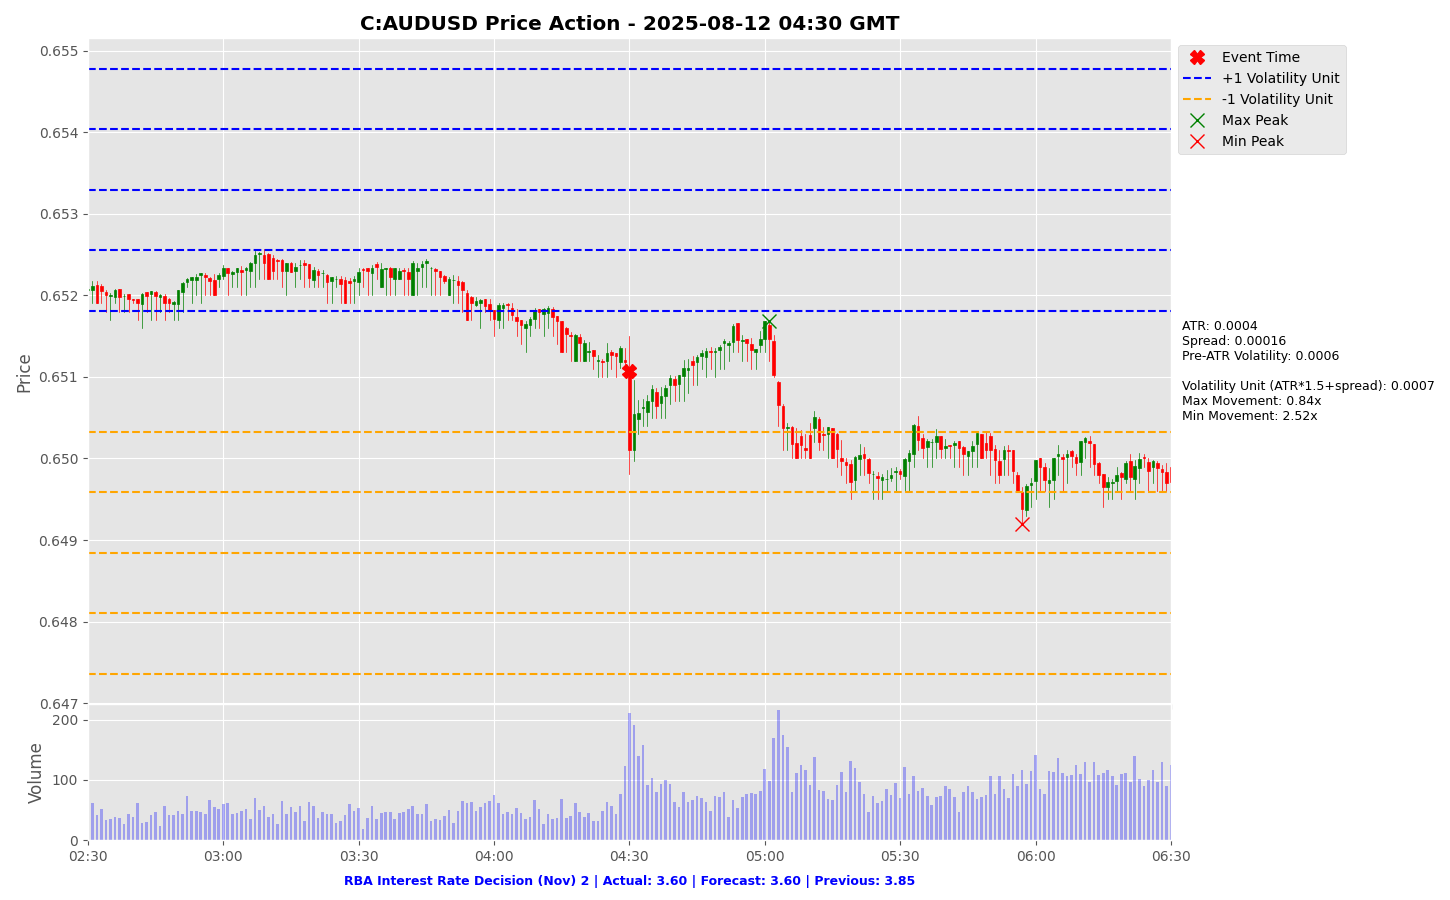 C:AUDUSD Price Action - 2025-08-12 04:30 GMT
Event Time
+1 Volatility Unit
-1 Volatility Unit
Max Peak
Min Peak
Price
0.655
0.654
0.653
0.652
0.651
0.650
0.649
0.648
0.647
ATR: 0.0004
Spread: 0.00016
Pre-ATR Volatility: 0.0006
Volatility Unit (ATR*1.5+spread): 0.0007
Max Movement: 0.84x
Min Movement: 2.52x
Volume
200
100
0
02:30 03:00 03:30 04:00 04:30 05:00 05:30 06:00 06:30
RBA Interest Rate Decision (Nov) 2 | Actual: 3.60 | Forecast: 3.60 | Previous: 3.85